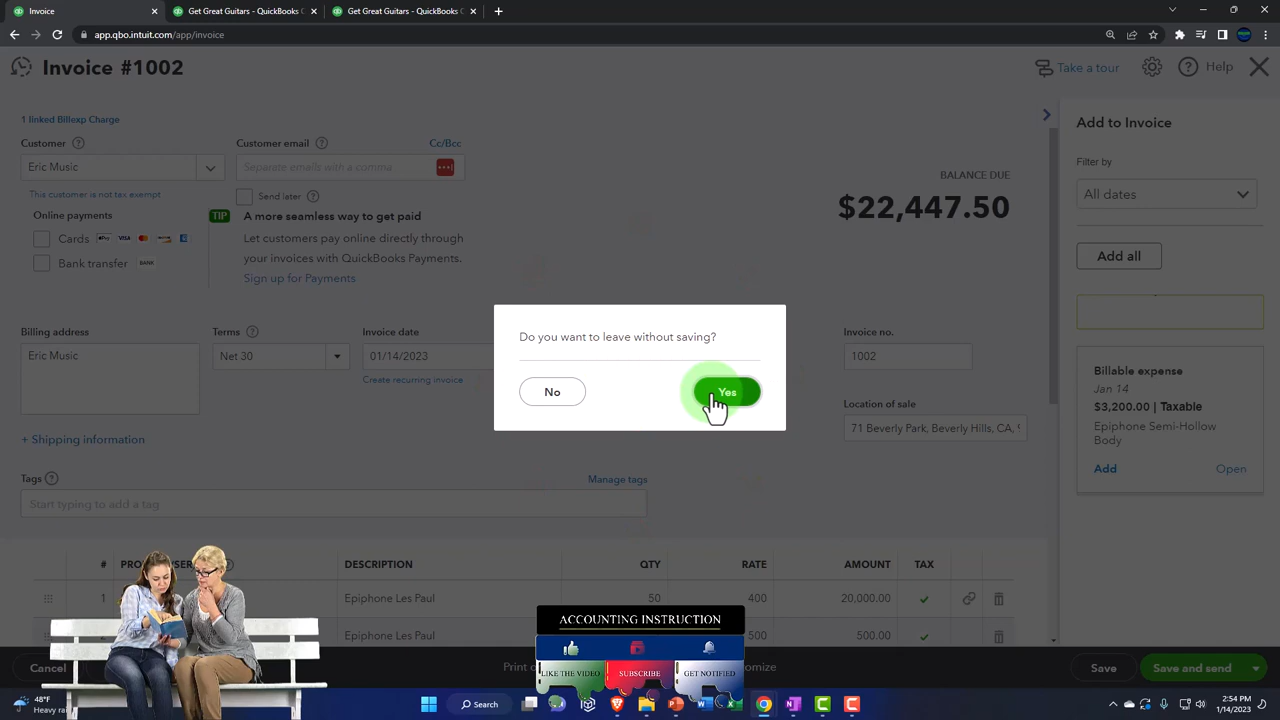 Invoice
Get Great Guitars - QuickBooks C
Get Great Guitars - QuickBooks C
app.qbo.intuit.com/app/invoice
Invoice #1002
Take a tour
Help
1 linked Billexp Charge
Customer
Customer email
Cc/Bcc
Eric Music
Separate emails with a comma
This customer is not tax exempt
Send later
Online payments
TIP
A more seamless way to get paid
Cards
Let customers pay online directly through
Bank transfer
BANK
your invoices with QuickBooks Payments.
Sign up for Payments
BALANCE DUE
$22,447.50
Add to Invoice
Filter by
All dates
Add all
Billing address
Terms
Invoice date
Invoice no.
Eric Music
Net 30
01/14/2023
1002
Create recurring invoice
Do you want to leave without saving?
No
Yes
Location of sale
71 Beverly Park, Beverly Hills, CA,
+ Shipping information
Billable expense
Jan 14
$3,200.00 | Taxable
Epiphone Semi-Hollow
Body
Add
Open
Tags
Manage tags
Start typing to add a tag
#
DESCRIPTION
QTY
RATE
AMOUNT
TAX
1
Epiphone Les Paul
50
400
20,000.00
Epiphone Les Paul
500
500.00
ACCOUNTING INSTRUCTION
LIKE THE VIDEO
SUBSCRIBE
GET NOTIFIED
Cancel
Save
Save and send
48°F
Heavy rai
Search
2:54 PM
1/14/2023